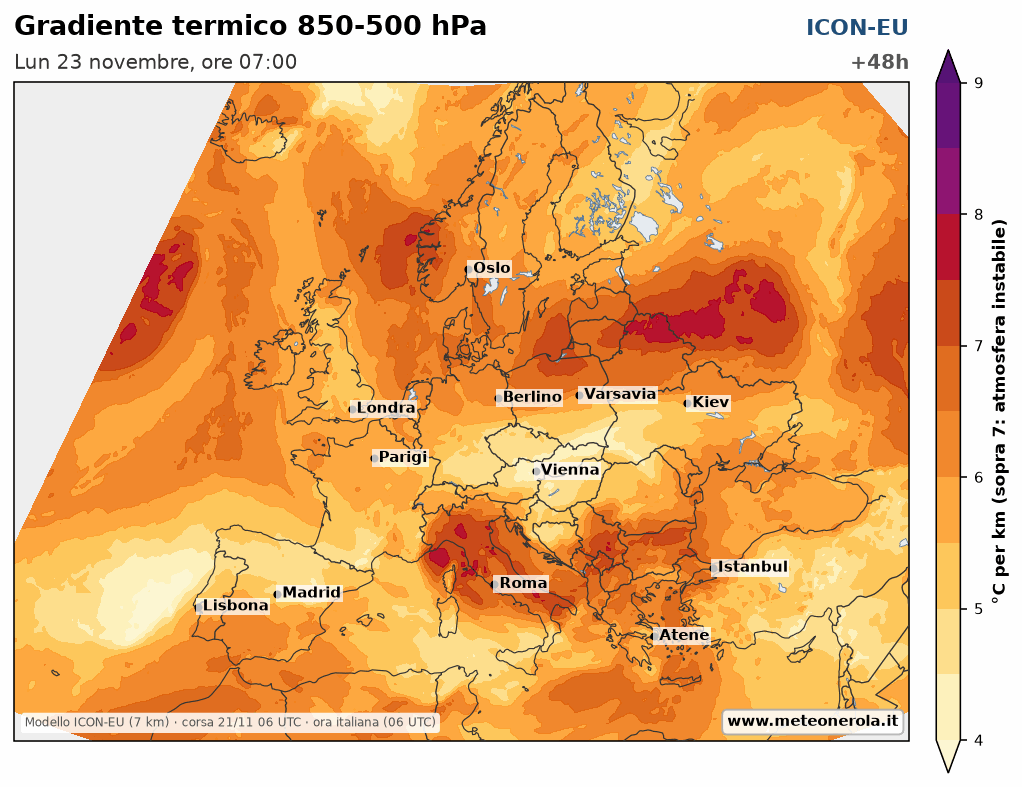 Gradiente termico 850-500 hPa
ICON-EU
Lun 23 novembre, ore 07:00
+48h
Oslo
Berlino
Varsavia
Kiev
Londra
Parigi
Vienna
Istanbul
Roma
Madrid
Lisbona
Atene
Modello ICON-EU (7 km) · corsa 21/11 06 UTC · ora italiana (06 UTC)
www.meteonerola.it
9
8
7
6
5
4
°C per km (sopra 7: atmosfera instabile)